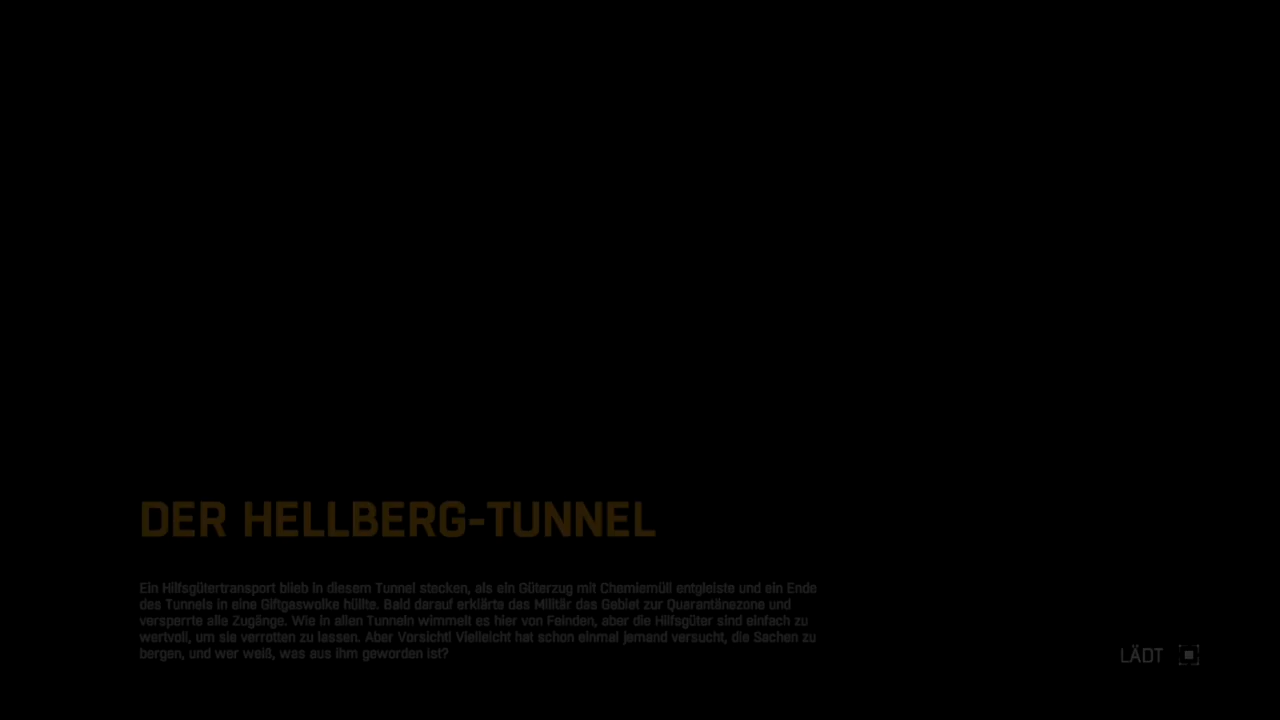 DER HELLBERG-TUNNEL
Ein Hilfsgütertransport blieb in diesem Tunnel stecken, als ein Güterzug mit Chemiemüll entgleiste und ein Ende
des Tunnels in eine Giftgaswolke hüllte. Bald darauf erklärte das Militär das Gebiet zur Quarantänezone und
versperrte alle Zugänge. Wie in allen Tunneln wimmelt es hier von Feinden, aber die Hilfsgüter sind einfach zu
wertvoll, um sie verrotten zu lassen. Aber Vorsicht! Vielleicht hat schon einmal jemand versucht, die Sachen zu
bergen, und wer weiß, was aus ihm geworden ist?
LÄDT